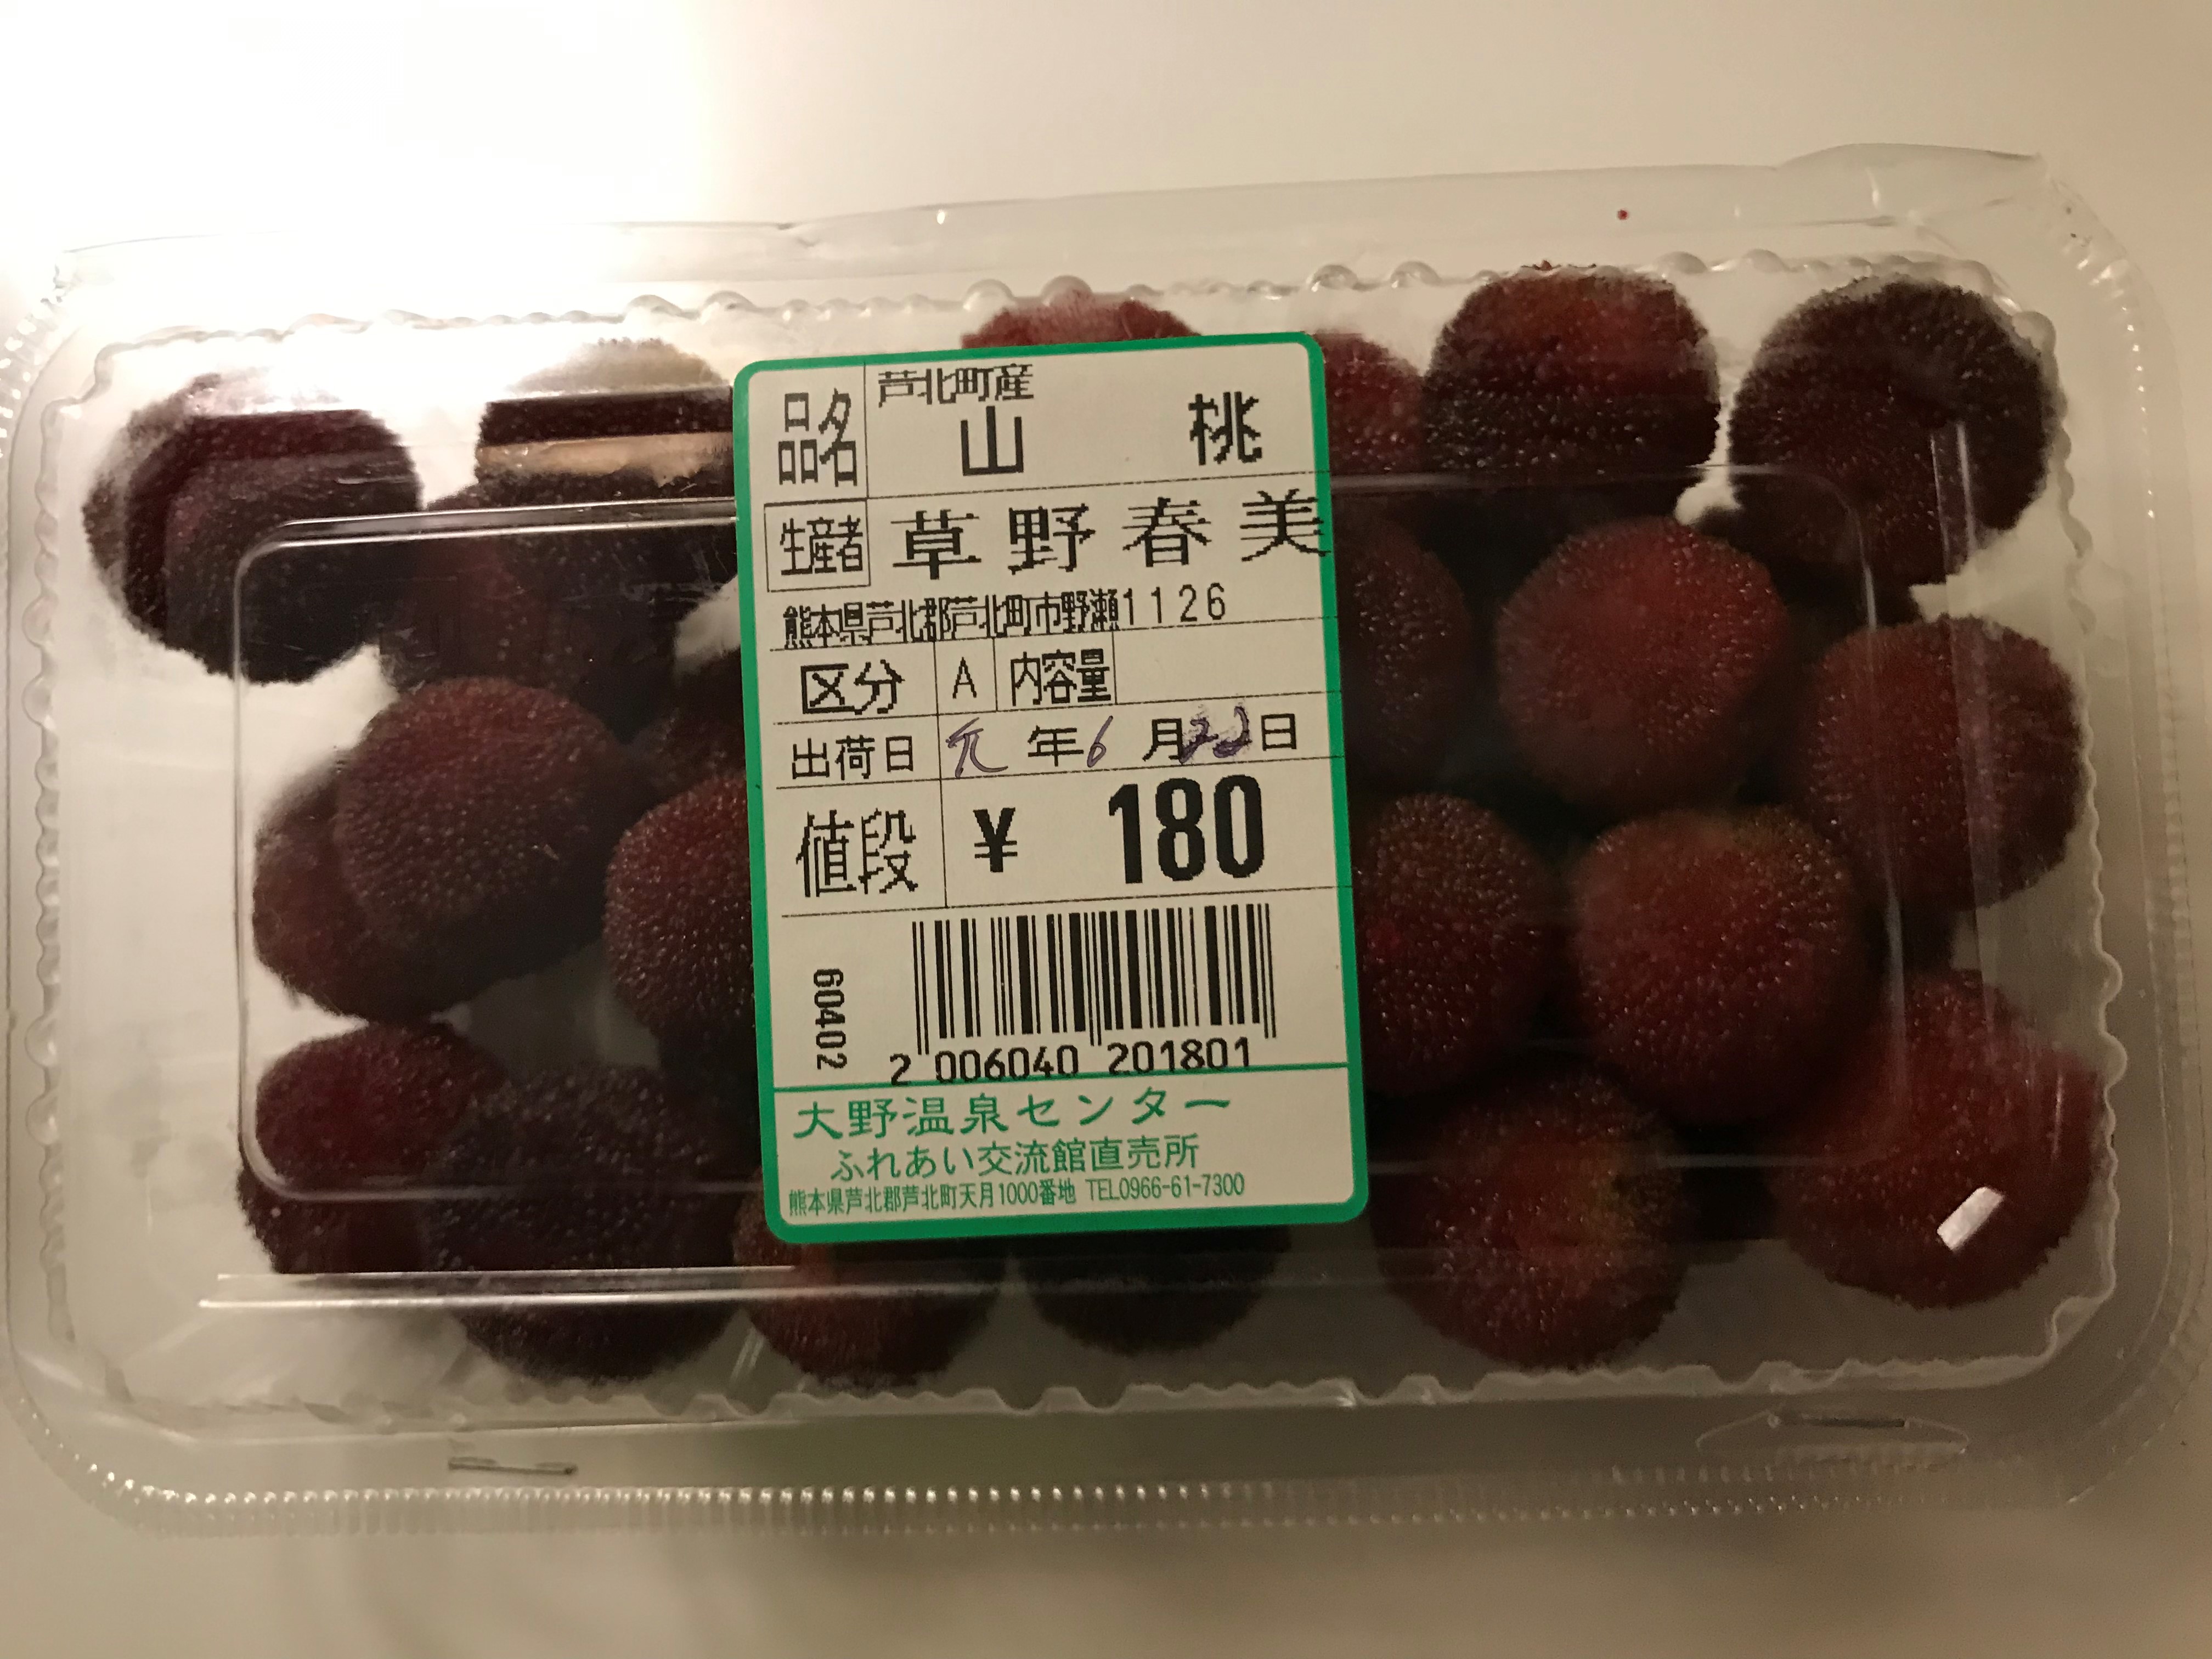 品名 芦北町産
山 桃
生産者 草野春美
熊本県芦北郡芦北町市野瀬1126
区分 A 内容量
出荷日 元年6月22日
値段 ¥ 180
60402
2 006040 201801
大野温泉センター
ふれあい交流館直売所
熊本県芦北郡芦北町天月1000番地 TEL0966-61-7300